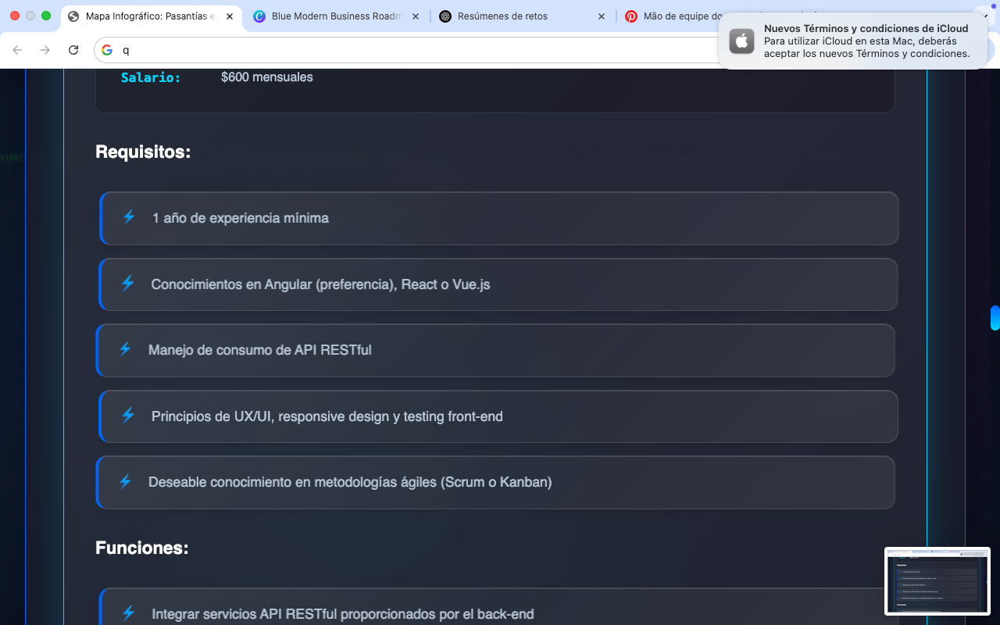 Mapa Infográfico: Pasantías e
Blue Modern Business Roadm
Resúmenes de retos
Mão de equipe do
Nuevos Términos y condiciones de iCloud
Para utilizar iCloud en esta Mac, deberás
aceptar los nuevos Términos y condiciones.
q
Salario: $600 mensuales
Requisitos:
1 año de experiencia mínima
Conocimientos en Angular (preferencia), React o Vue.js
Manejo de consumo de API RESTful
Principios de UX/UI, responsive design y testing front-end
Deseable conocimiento en metodologías ágiles (Scrum o Kanban)
Funciones:
Integrar servicios API RESTful proporcionados por el back-end